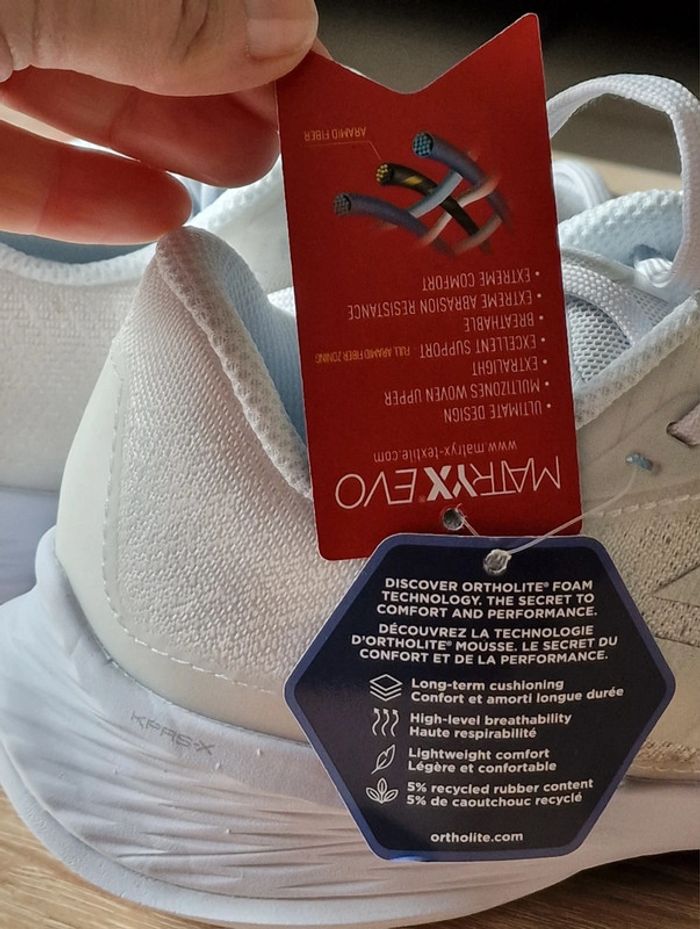 MATRYX® EVO
www.matryx-textile.com
• ULTIMATE DESIGN
• MULTIZONES WOVEN UPPER
• EXTRALIGHT
• EXCELLENT SUPPORT - FULL ARAMID FIBER ZONING
• BREATHABLE
• EXTREME ABRASION RESISTANCE
• EXTREME COMFORT
ARAMID FIBER
DISCOVER ORTHOLITE® FOAM
TECHNOLOGY. THE SECRET TO
COMFORT AND PERFORMANCE.
DÉCOUVREZ LA TECHNOLOGIE
D'ORTHOLITE® MOUSSE. LE SECRET DU
CONFORT ET DE LA PERFORMANCE.
Long-term cushioning
Confort et amorti longue durée
High-level breathability
Haute respirabilité
Lightweight comfort
Légère et confortable
5% recycled rubber content
5% de caoutchouc recyclé
ortholite.com
KPRS-X